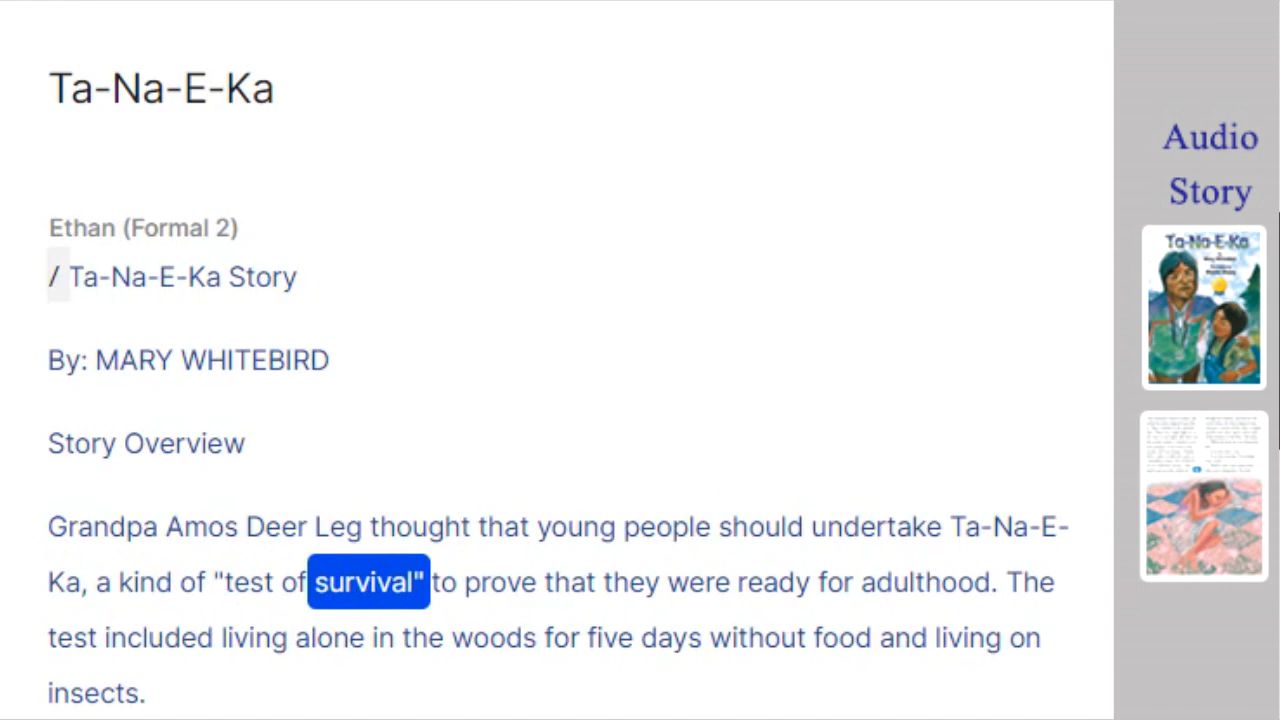 Ta-Na-E-Ka
Ethan (Formal 2)
/ Ta-Na-E-Ka Story
By: MARY WHITEBIRD
Story Overview
Grandpa Amos Deer Leg thought that young people should undertake Ta-Na-E-
Ka, a kind of "test of survival" to prove that they were ready for adulthood. The
test included living alone in the woods for five days without food and living on
insects.
Audio
Story
Ta-Na-E-Ka